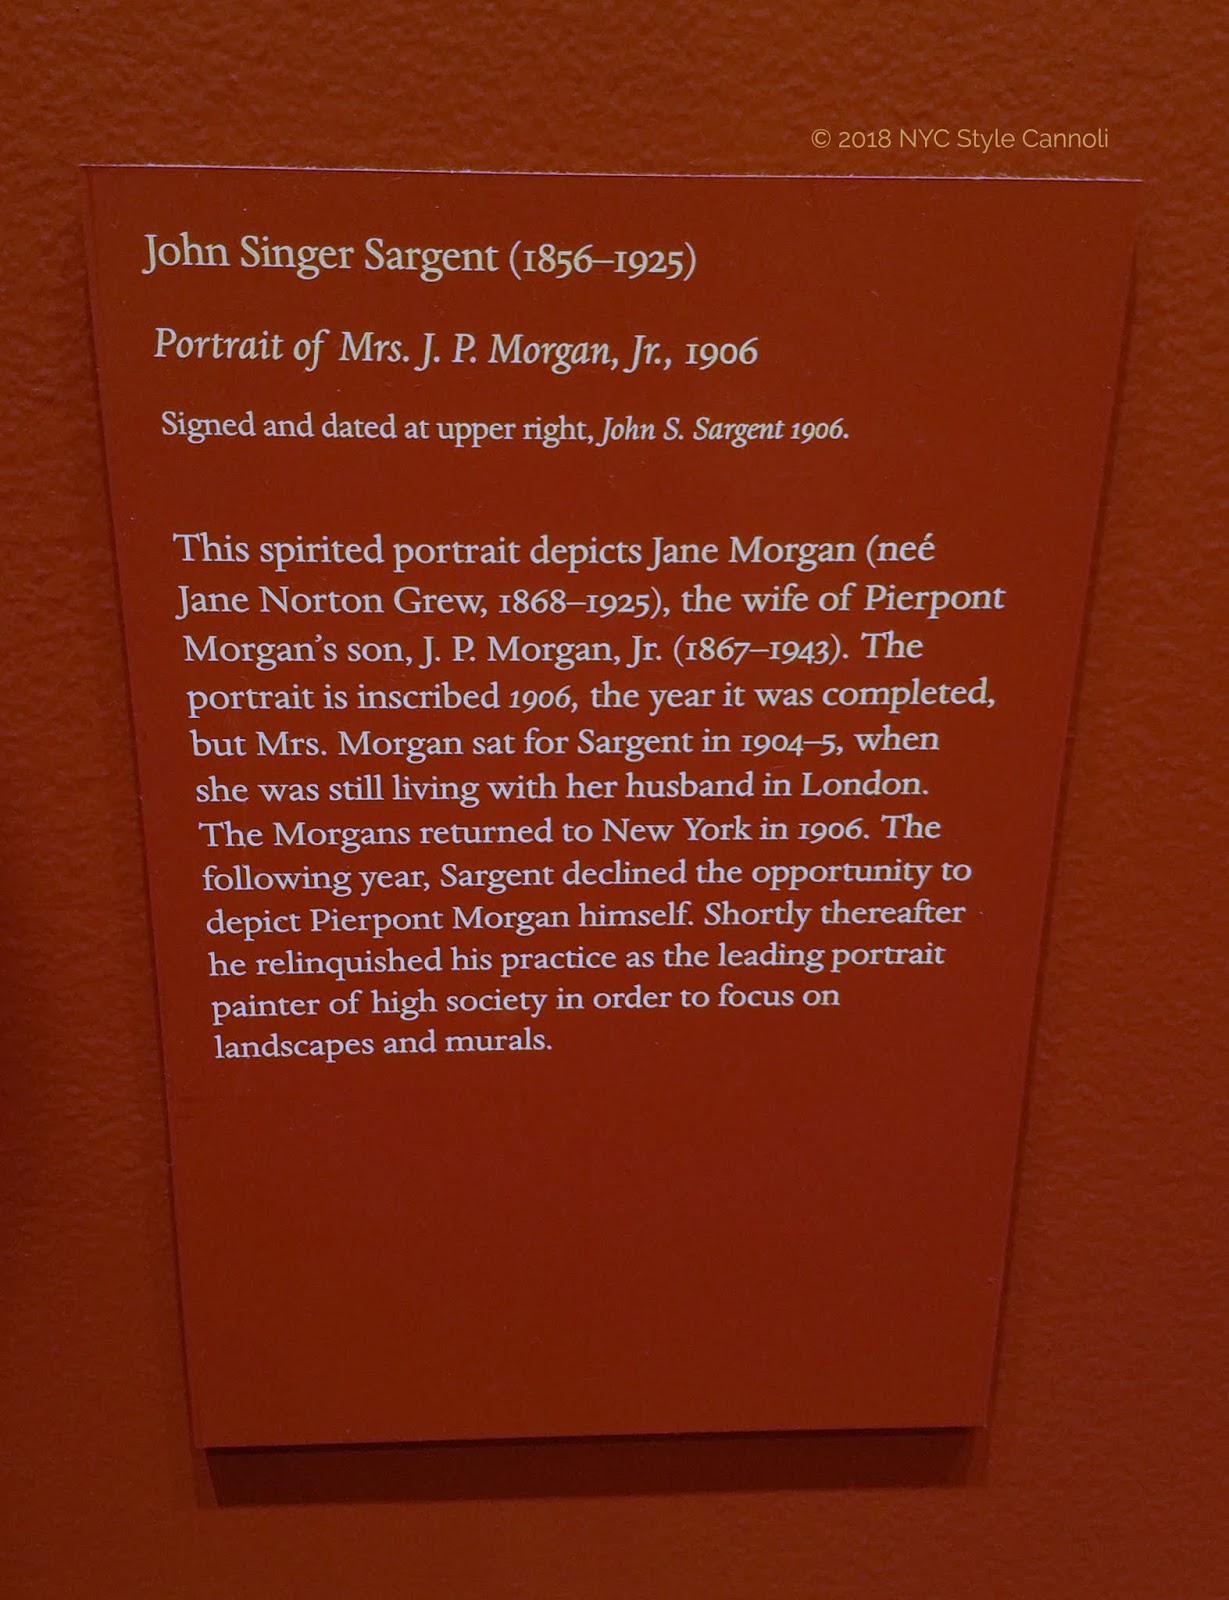 © 2018 NYC Style Cannoli
John Singer Sargent (1856–1925)
Portrait of Mrs. J. P. Morgan, Jr., 1906
Signed and dated at upper right, John S. Sargent 1906.
This spirited portrait depicts Jane Morgan (neé
Jane Norton Grew, 1868–1925), the wife of Pierpont
Morgan’s son, J. P. Morgan, Jr. (1867–1943). The
portrait is inscribed 1906, the year it was completed,
but Mrs. Morgan sat for Sargent in 1904–5, when
she was still living with her husband in London.
The Morgans returned to New York in 1906. The
following year, Sargent declined the opportunity to
depict Pierpont Morgan himself. Shortly thereafter
he relinquished his practice as the leading portrait
painter of high society in order to focus on
landscapes and murals.